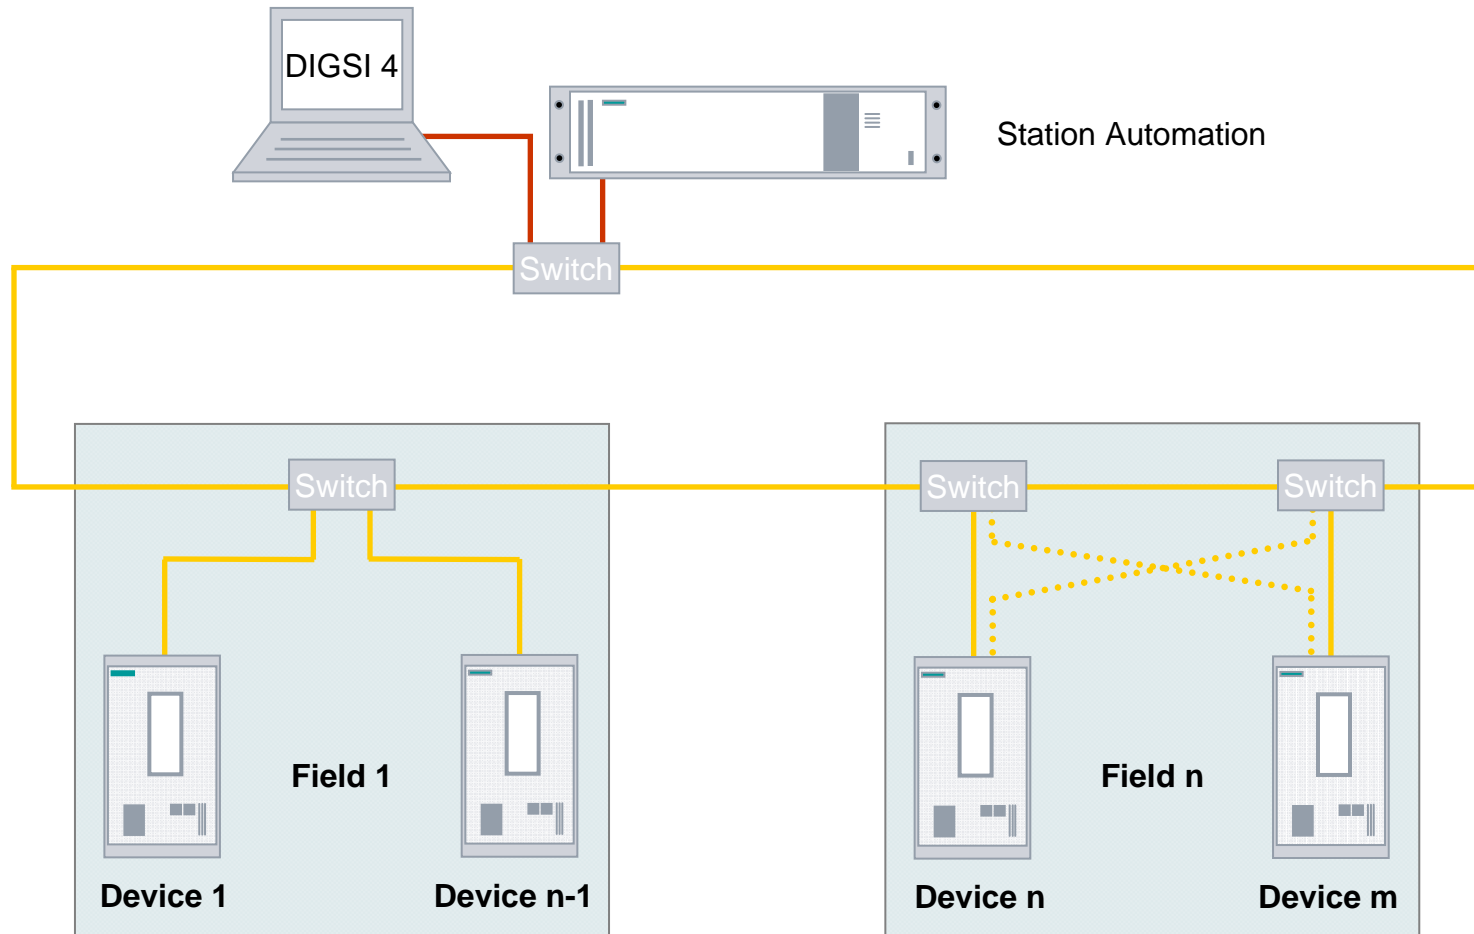 DIGSI 4
Station Automation
Switch
Switch
Switch
Switch
Field 1
Field n
Device 1
Device n-1
Device n
Device m